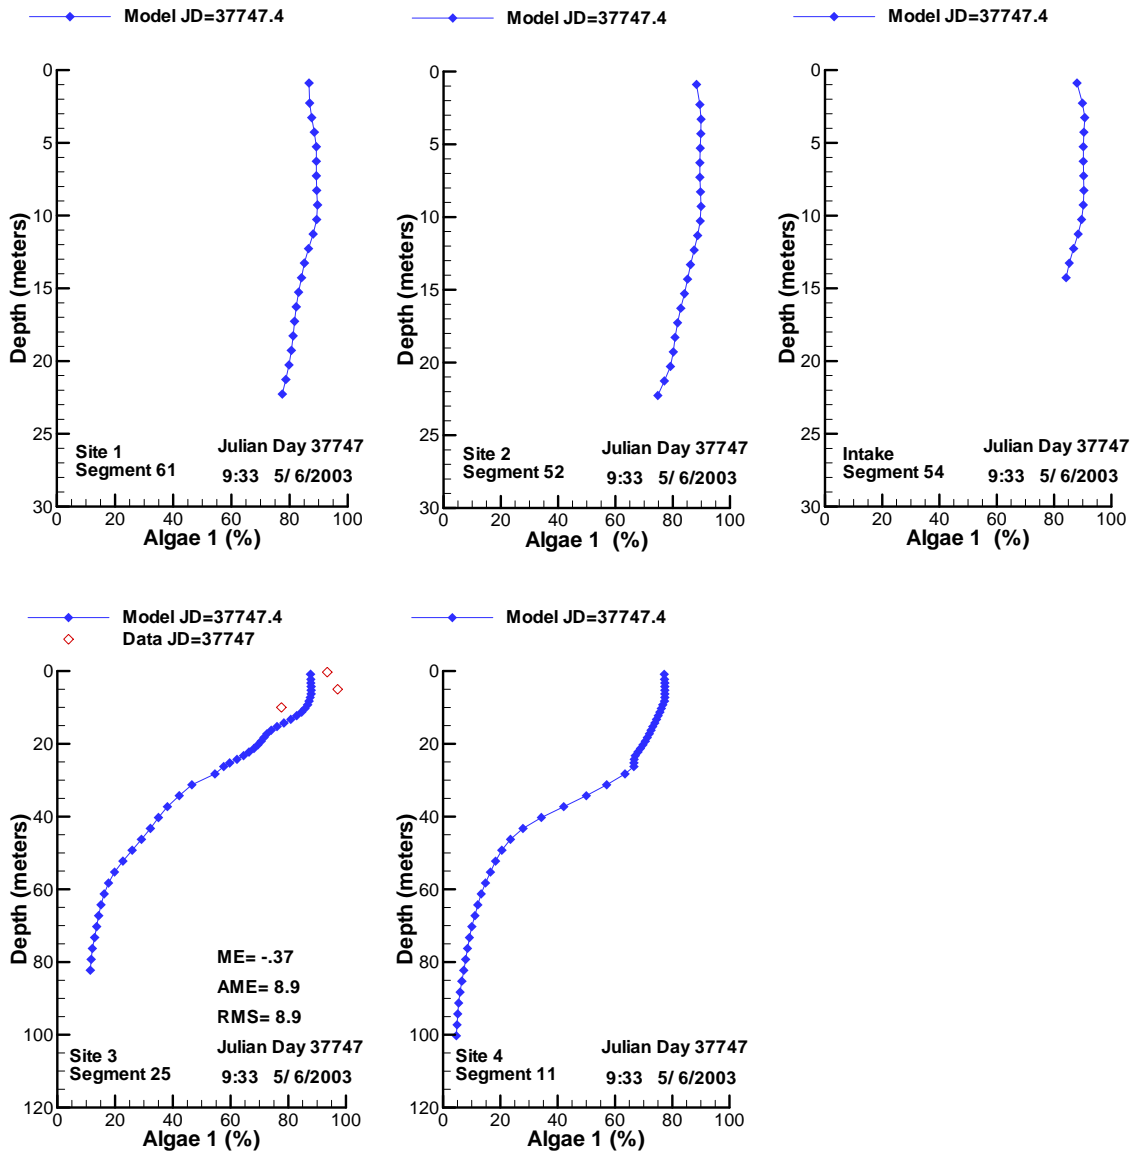 Model JD=37747.4
0
5
10
15
20
25
30
0 20 40 60 80 100
Depth (meters)
Algae 1 (%)
Site 1
Segment 61
Julian Day 37747
9:33 5/ 6/2003
Model JD=37747.4
0
5
10
15
20
25
30
0 20 40 60 80 100
Depth (meters)
Algae 1 (%)
Site 2
Segment 52
Julian Day 37747
9:33 5/ 6/2003
Model JD=37747.4
0
5
10
15
20
25
30
0 20 40 60 80 100
Depth (meters)
Algae 1 (%)
Intake
Segment 54
Julian Day 37747
9:33 5/ 6/2003
Model JD=37747.4
Data JD=37747
0
20
40
60
80
100
120
0 20 40 60 80 100
Depth (meters)
Algae 1 (%)
ME= -.37
AME= 8.9
RMS= 8.9
Site 3
Segment 25
Julian Day 37747
9:33 5/ 6/2003
Model JD=37747.4
0
20
40
60
80
100
120
0 20 40 60 80 100
Depth (meters)
Algae 1 (%)
Site 4
Segment 11
Julian Day 37747
9:33 5/ 6/2003